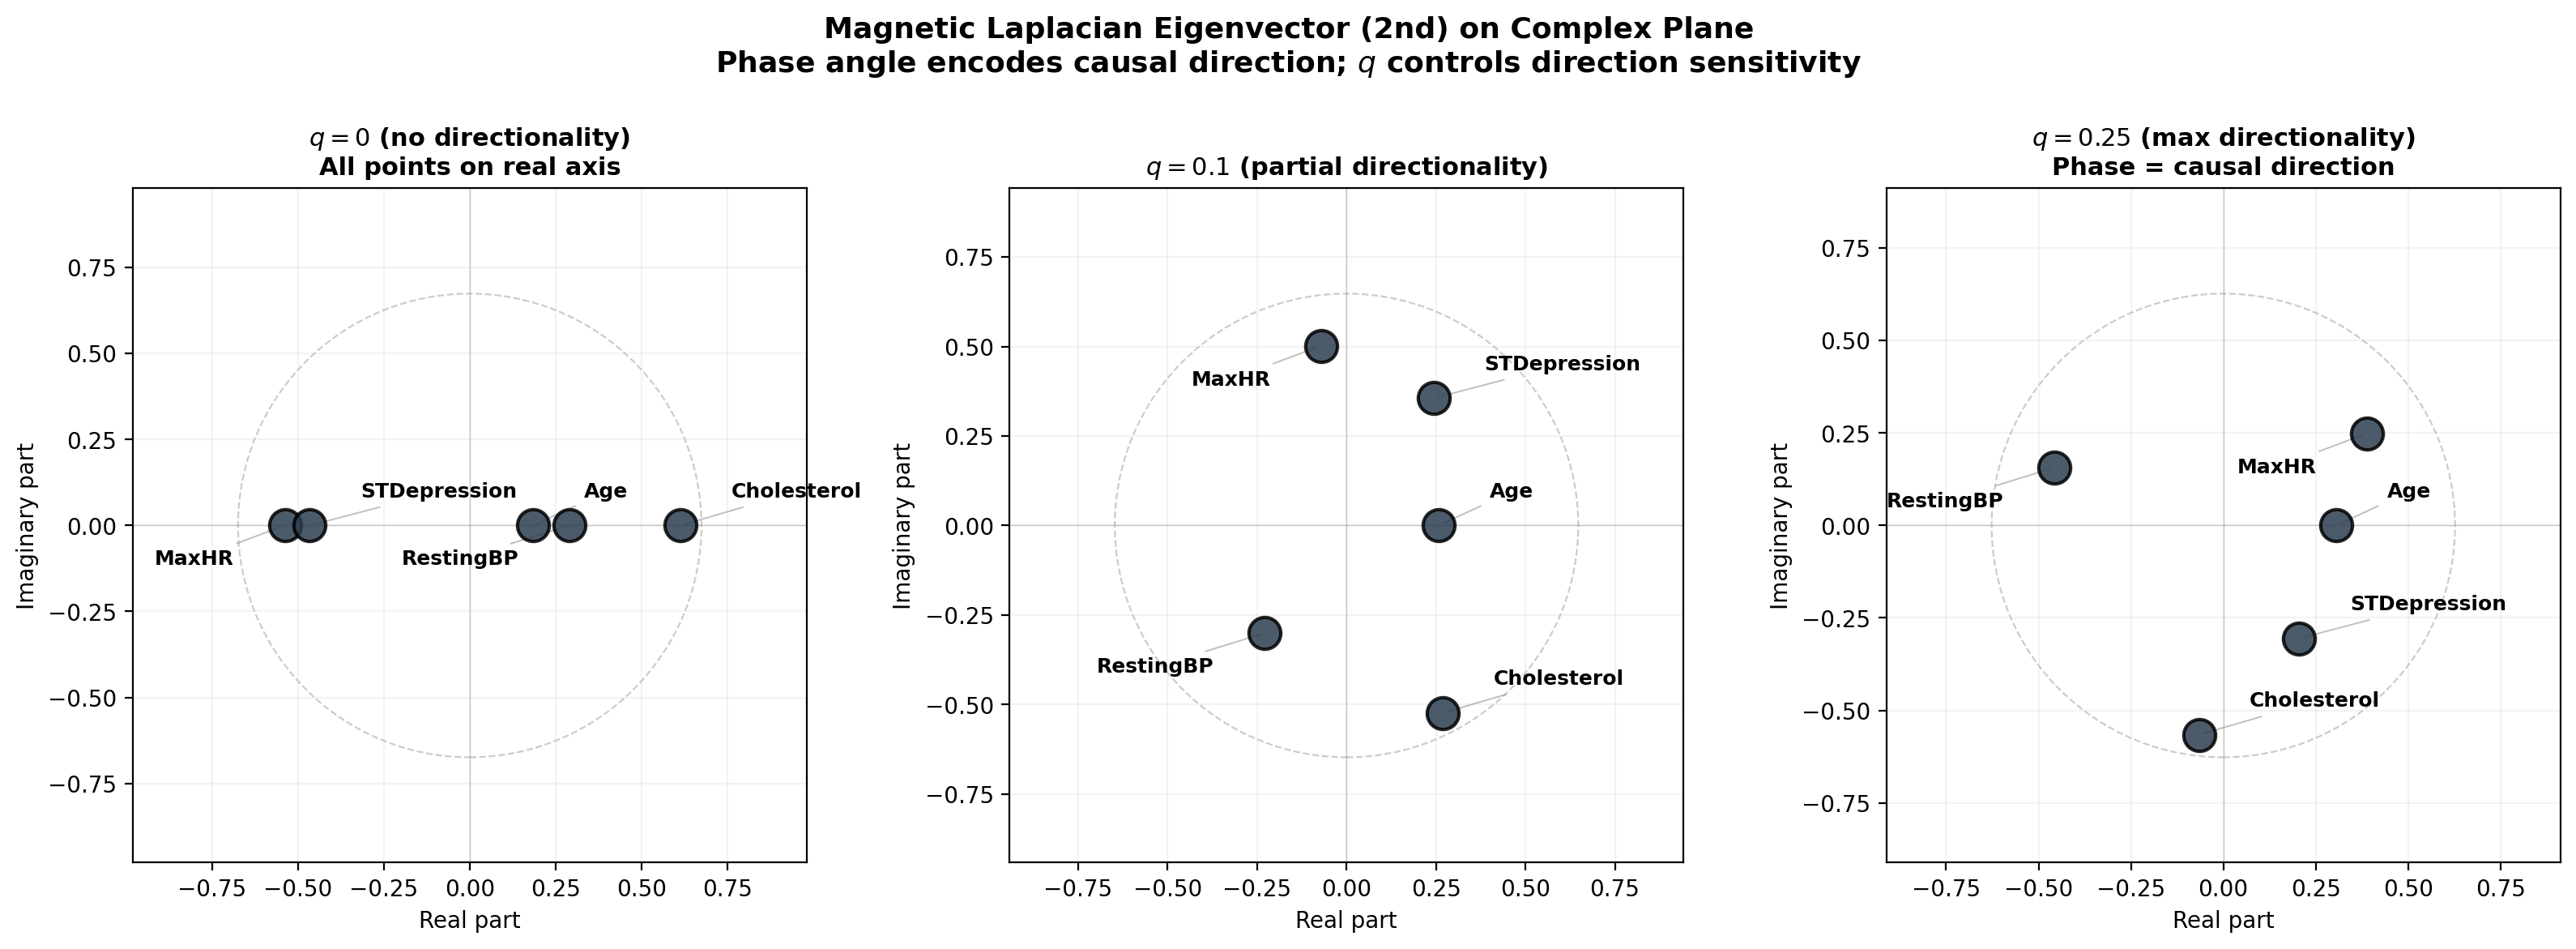 Magnetic Laplacian Eigenvector (2nd) on Complex Plane
Phase angle encodes causal direction; q controls direction sensitivity
q = 0 (no directionality)
All points on real axis
0.75
0.50
0.25
0.00
−0.25
−0.50
−0.75
Imaginary part
STDepression
Age
Cholesterol
MaxHR
RestingBP
−0.75
−0.50
−0.25
0.00
0.25
0.50
0.75
Real part
q = 0.1 (partial directionality)
0.75
0.50
0.25
0.00
−0.25
−0.50
−0.75
Imaginary part
STDepression
MaxHR
Age
RestingBP
Cholesterol
−0.75
−0.50
−0.25
0.00
0.25
0.50
0.75
Real part
q = 0.25 (max directionality)
Phase = causal direction
0.75
0.50
0.25
0.00
−0.25
−0.50
−0.75
Imaginary part
MaxHR
Age
RestingBP
STDepression
Cholesterol
−0.75
−0.50
−0.25
0.00
0.25
0.50
0.75
Real part